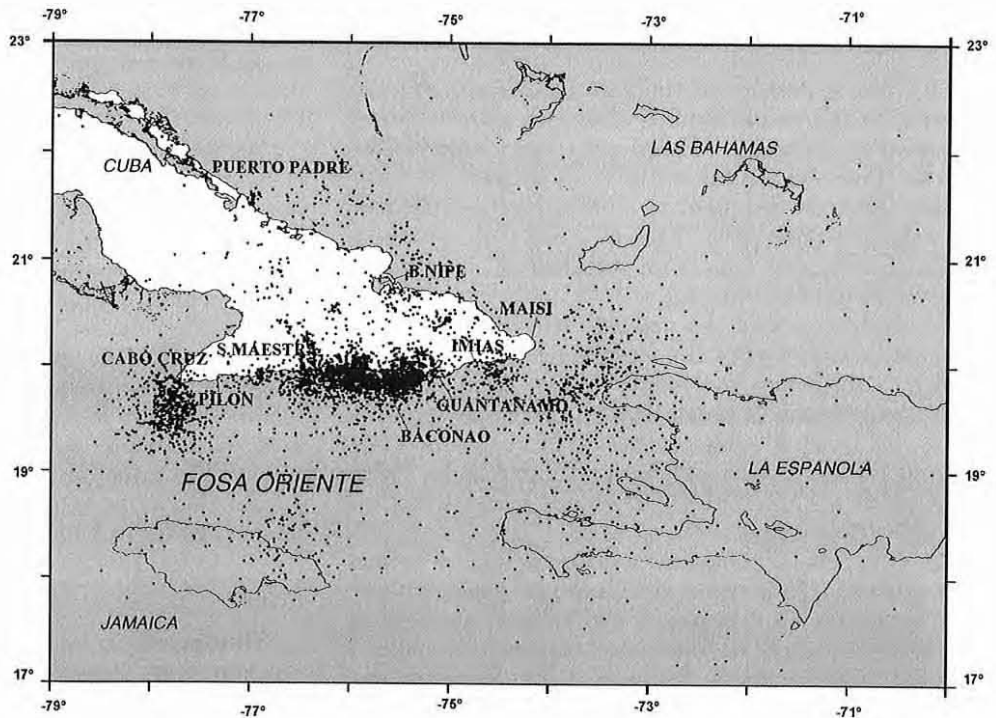 -79° -77° -75° -73° -71°
23° 23°
LAS BAHAMAS
CUBA
PUERTO PADRE
21° 21°
B.NIPE
MAISI
CABO CRUZ S.MAESTRA IMIAS
PILON GUANTANAMO
BACONAO
19° 19°
FOSA ORIENTE LA ESPANOLA
JAMAICA
17° 17°
-79° -77° -75° -73° -71°